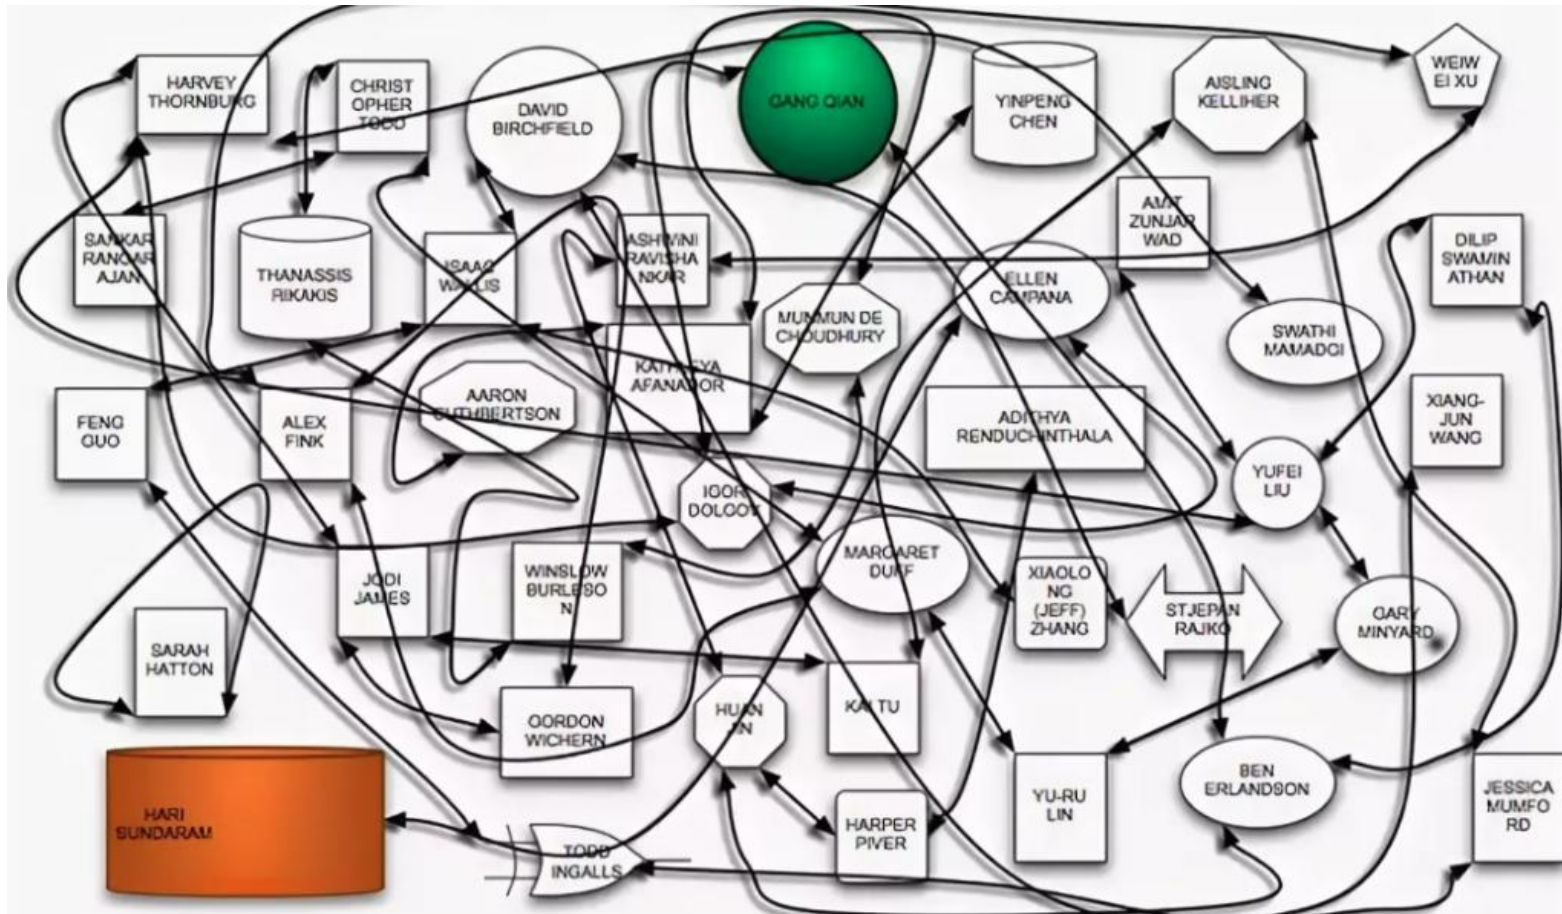 HARVEY
THORNBURG
CHRIST
OPHER
TODD
DAVID
BIRCHFIELD
GANG QIAN
YINPENG
CHEN
AISLING
KELLIHER
WEIW
EI XU
SANKAR
RANGAR
AJAN
THANASSIS
RIKAKIS
ISAAC
WALLIS
ASHWINI
RAVISHA
NKAR
MUNMUN DE
CHOUDHURY
ELLEN
CAMPANA
AMIT
ZUNJAR
WAD
SWATHI
MAMADGI
DILIP
SWAMIN
ATHAN
FENG
GUO
ALEX
FINK
AARON
CUTHBERTSON
KATHLEYA
AFANADOR
IGOR
DOLGOV
ADITHYA
RENDUCHINTHALA
YUFEI
LIU
XIANG-
JUN
WANG
JODI
JAMES
WINSLOW
BURLESO
N
MARGARET
DUFF
XIAOLO
NG
(JEFF)
ZHANG
STJEPAN
RAJKO
GARY
MINYARD
SARAH
HATTON
GORDON
WICHERN
HUAN
JIN
KAI TU
HARI
SUNDARAM
TODD
INGALLS
HARPER
PIVER
YU-RU
LIN
BEN
ERLANDSON
JESSICA
MUMFO
RD